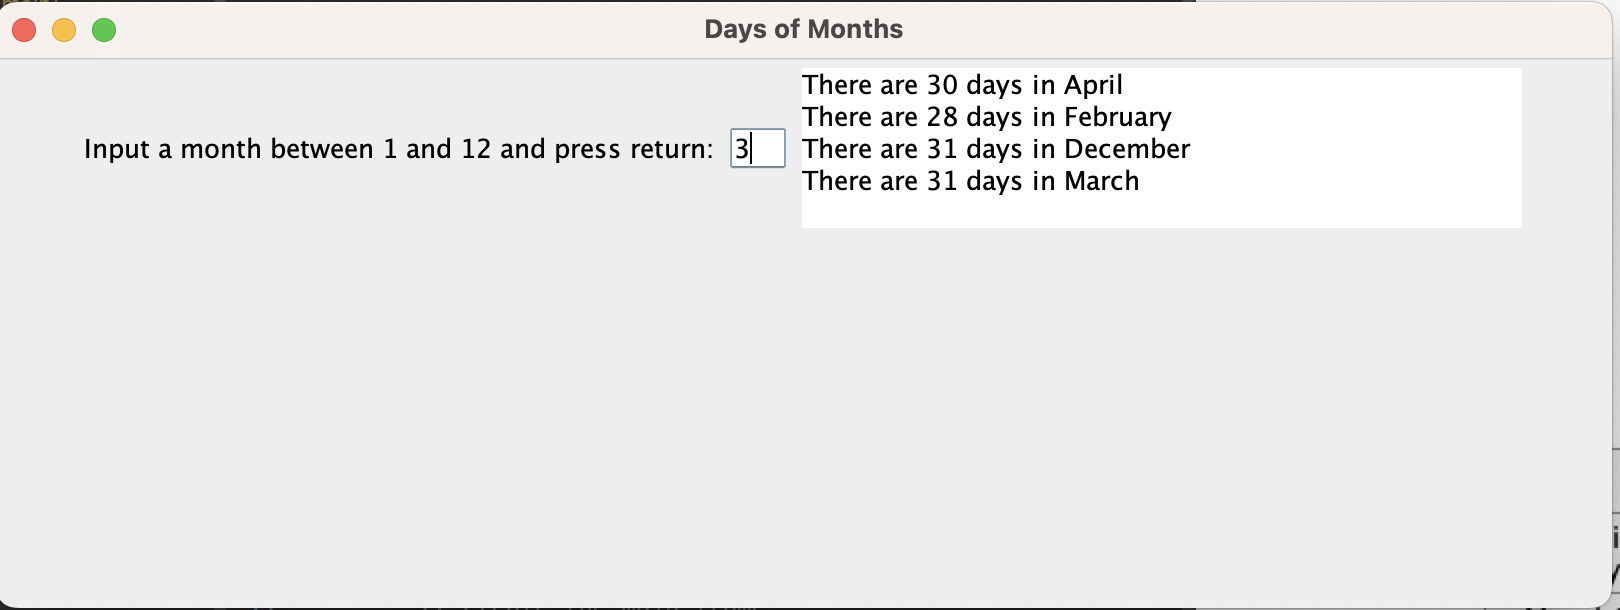 Days of Months
Input a month between 1 and 12 and press return: 3
There are 30 days in April
There are 28 days in February
There are 31 days in December
There are 31 days in March